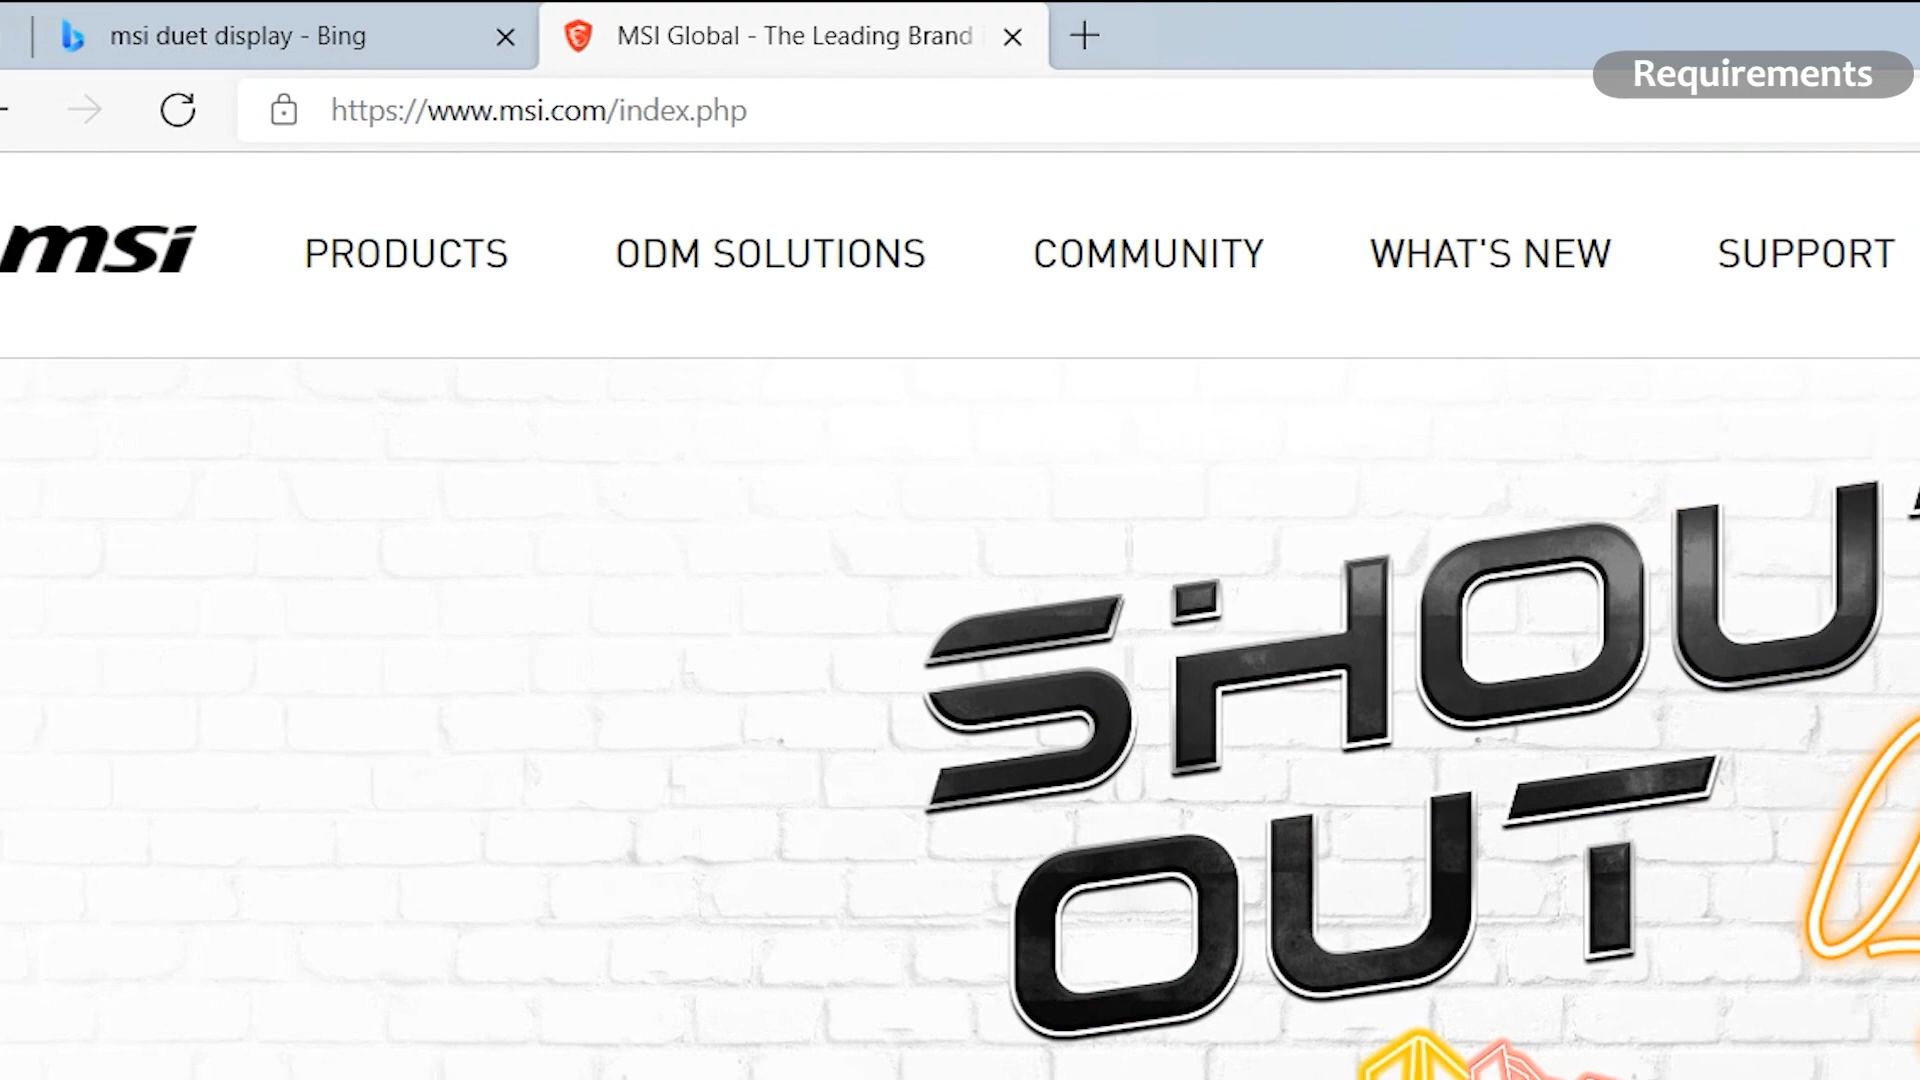 msi duet display - Bing
MSI Global - The Leading Brand
Requirements
https://www.msi.com/index.php
msi
PRODUCTS
ODM SOLUTIONS
COMMUNITY
WHAT'S NEW
SUPPORT
SHOU
OUT